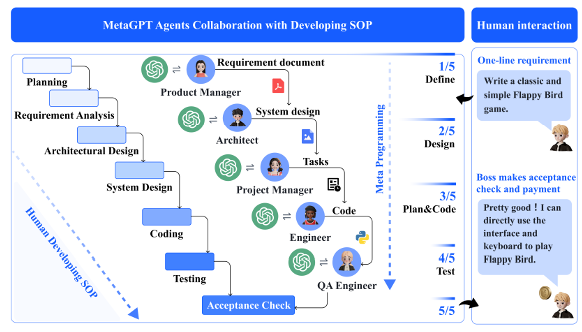 MetaGPT Agents Collaboration with Developing SOP
Human interaction
Planning
Requirement Analysis
Architectural Design
System Design
Coding
Testing
Acceptance Check
Human Developing SOP
Product Manager
Requirement document
Architect
System design
Project Manager
Tasks
Engineer
Code
QA Engineer
Meta Programming
1/5
Define
2/5
Design
3/5
Plan&Code
4/5
Test
5/5
One-line requirement
Write a classic and
simple Flappy Bird
game.
Boss makes acceptance
check and payment
Pretty good ! I can
directly use the
interface and
keyboard to play
Flappy Bird.